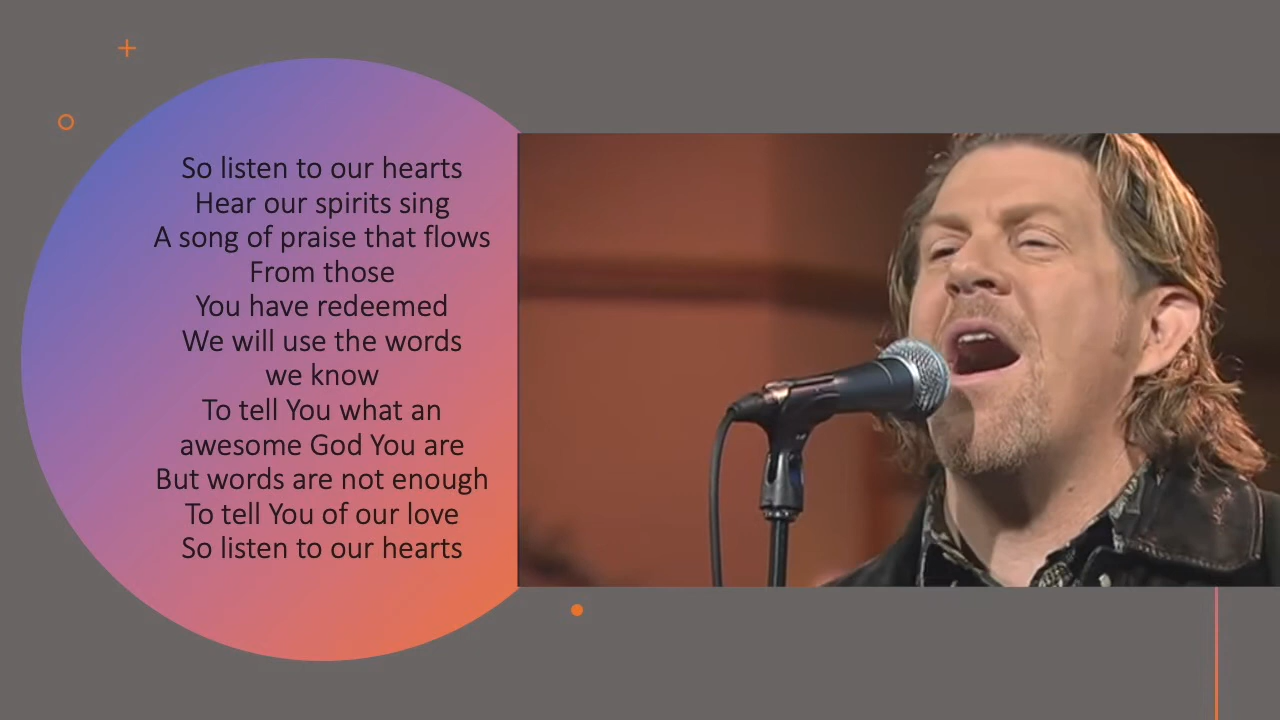 So listen to our hearts
Hear our spirits sing
A song of praise that flows
From those
You have redeemed
We will use the words
we know
To tell You what an
awesome God You are
But words are not enough
To tell You of our love
So listen to our hearts